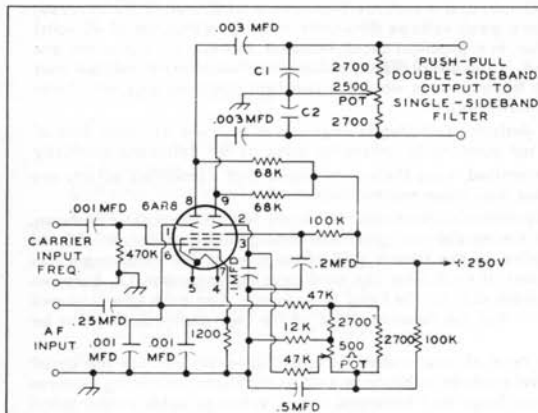 .003 MFD
C1
2700
2500
POT
2700
PUSH-PULL
DOUBLE-SIDEBAND
OUTPUT TO
SINGLE-SIDEBAND
FILTER
C2
.003 MFD
68K
68K
6AR8
8
9
2
1
3
6
5
4
7
.001 MFD
CARRIER
INPUT
FREQ.
470K
100K
.1MFD
.2MFD
+250V
.25MFD
AF INPUT
.001
MFD
.001
MFD
1200
47K
12K
47K
2700
500
POT
2700
100K
.5MFD